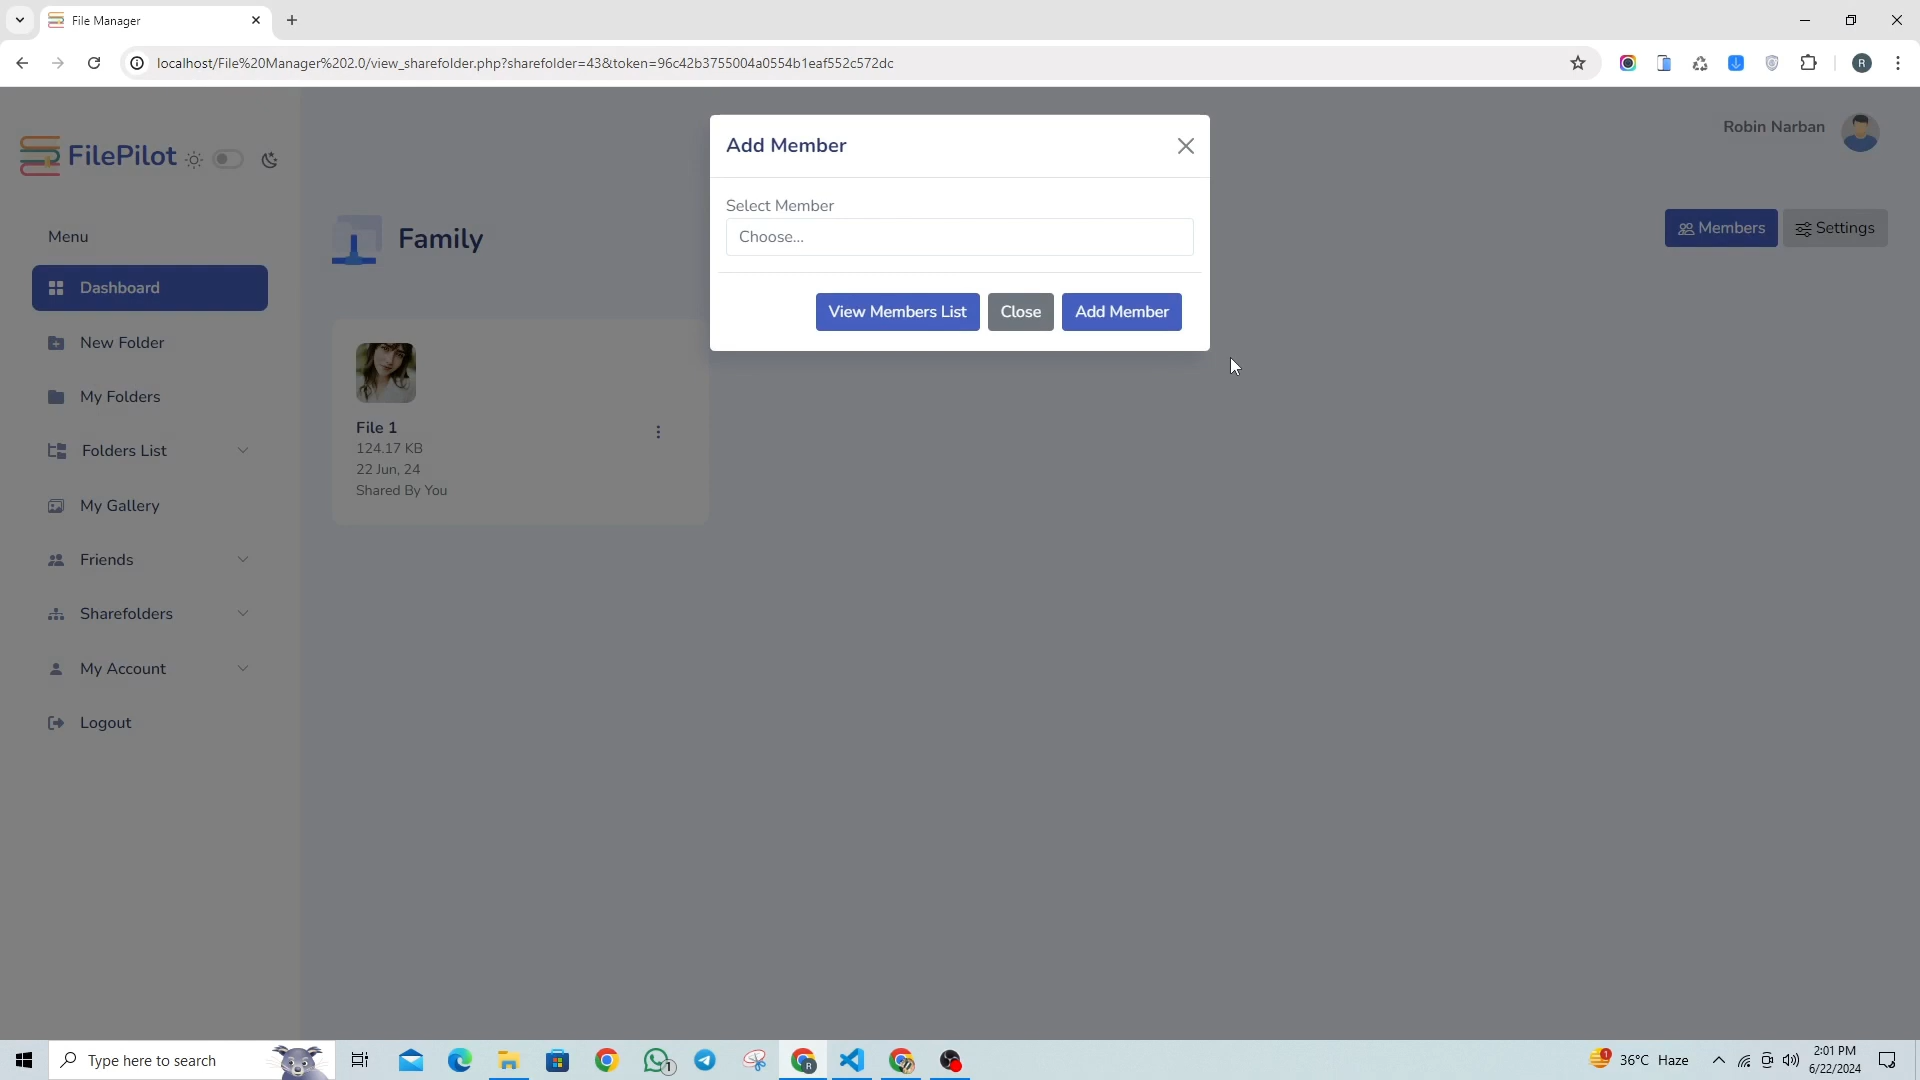 File Manager
localhost/File%20Manager%202.0/view_sharefolder.php?sharefolder=43&token=96c42b3755004a0554b1eaf552c572dc
R
FilePilot
Robin Narban
Add Member
Select Member
Choose...
View Members List Close Add Member
Menu
Dashboard
New Folder
My Folders
Folders List
My Gallery
Friends
Sharefolders
My Account
Logout
Family
Members Settings
File 1
124.17 KB
22 Jun, 24
Shared By You
Type here to search
1
R
1
36°C Haze
2:01 PM
6/22/2024